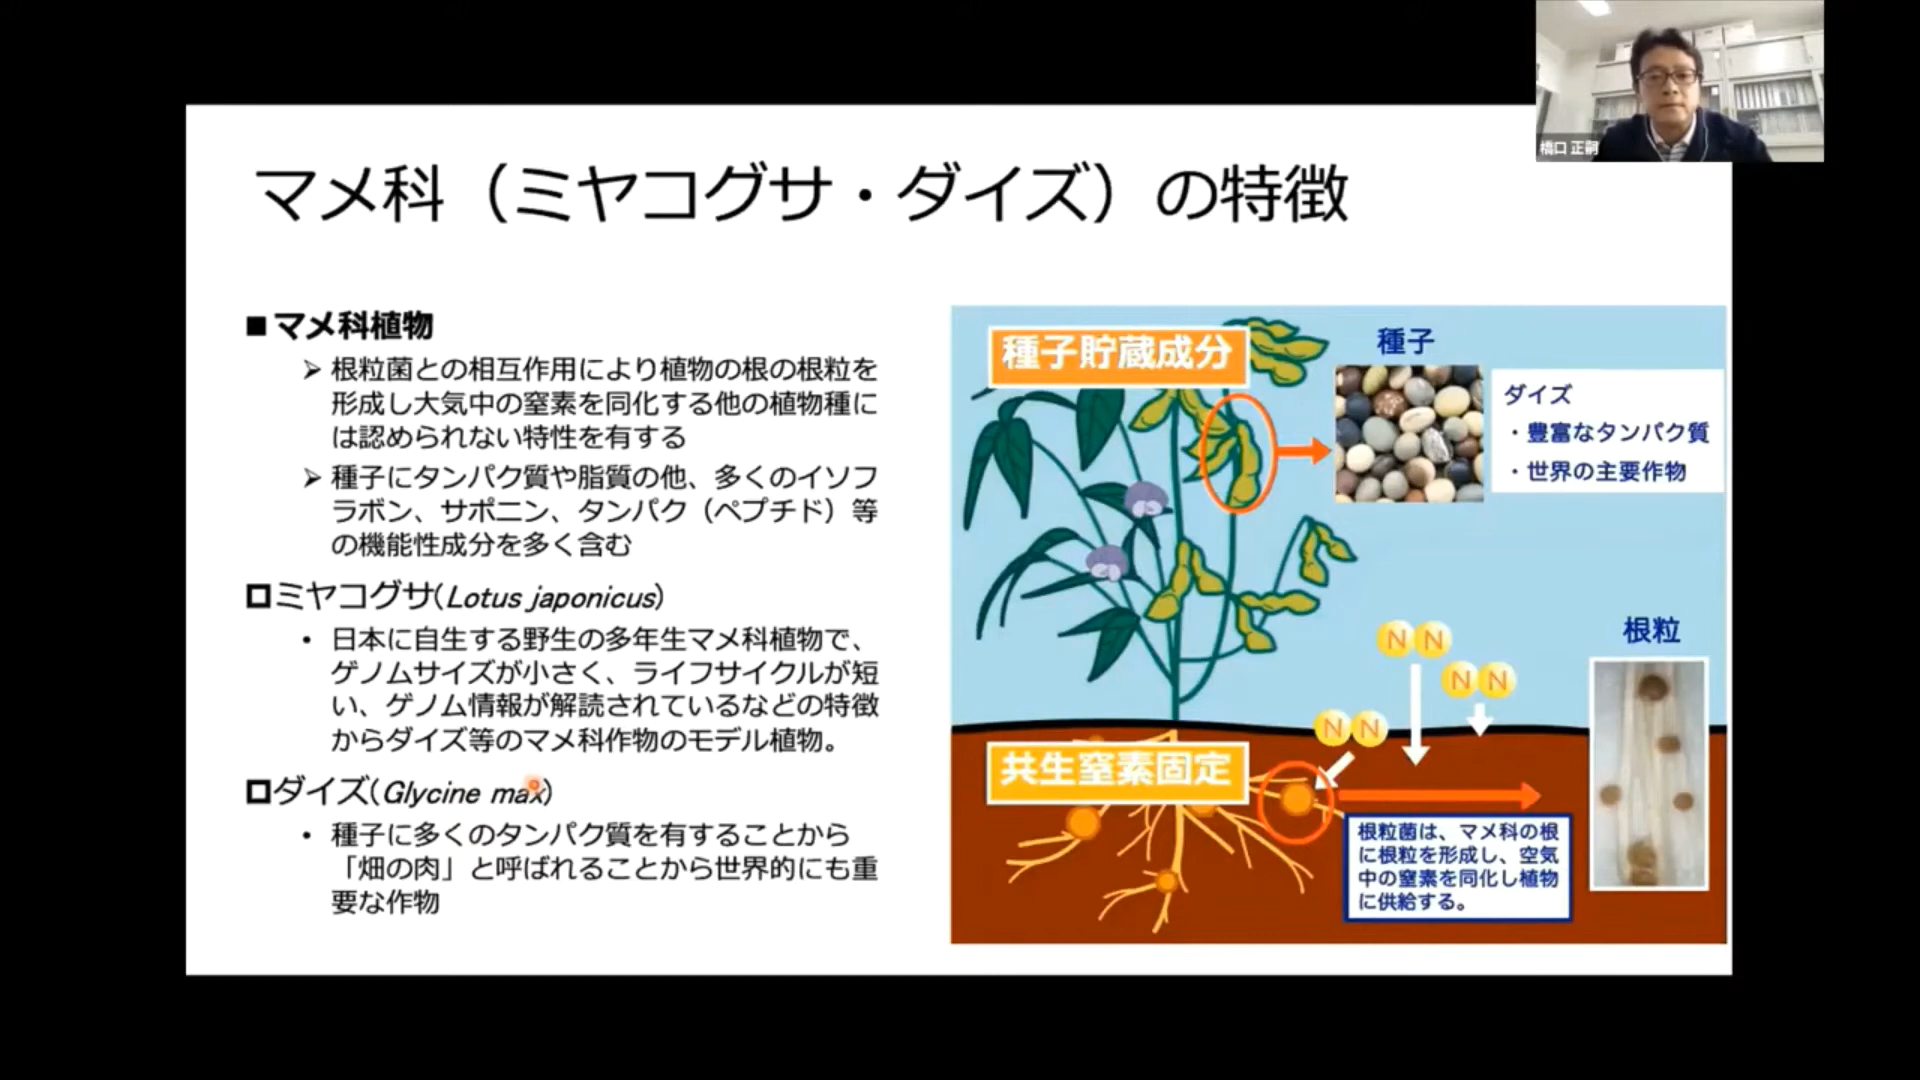 橋口 正嗣
マメ科（ミヤコグサ・ダイズ）の特徴
■マメ科植物
➢ 根粒菌との相互作用により植物の根の根粒を
形成し大気中の窒素を同化する他の植物種に
は認められない特性を有する
➢ 種子にタンパク質や脂質の他、多くのイソフ
ラボン、サポニン、タンパク（ペプチド）等
の機能性成分を多く含む
ミヤコグサ(Lotus japonicus)
• 日本に自生する野生の多年生マメ科植物で、
ゲノムサイズが小さく、ライフサイクルが短
い、ゲノム情報が解読されているなどの特徴
からダイズ等のマメ科作物のモデル植物。
ダイズ(Glycine max)
• 種子に多くのタンパク質を有することから
「畑の肉」と呼ばれることから世界的にも重
要な作物
種子貯蔵成分
種子
ダイズ
・豊富なタンパク質
・世界の主要作物
N N
N N
N N
根粒
共生窒素固定
根粒菌は、マメ科の根
に根粒を形成し、空気
中の窒素を同化し植物
に供給する。